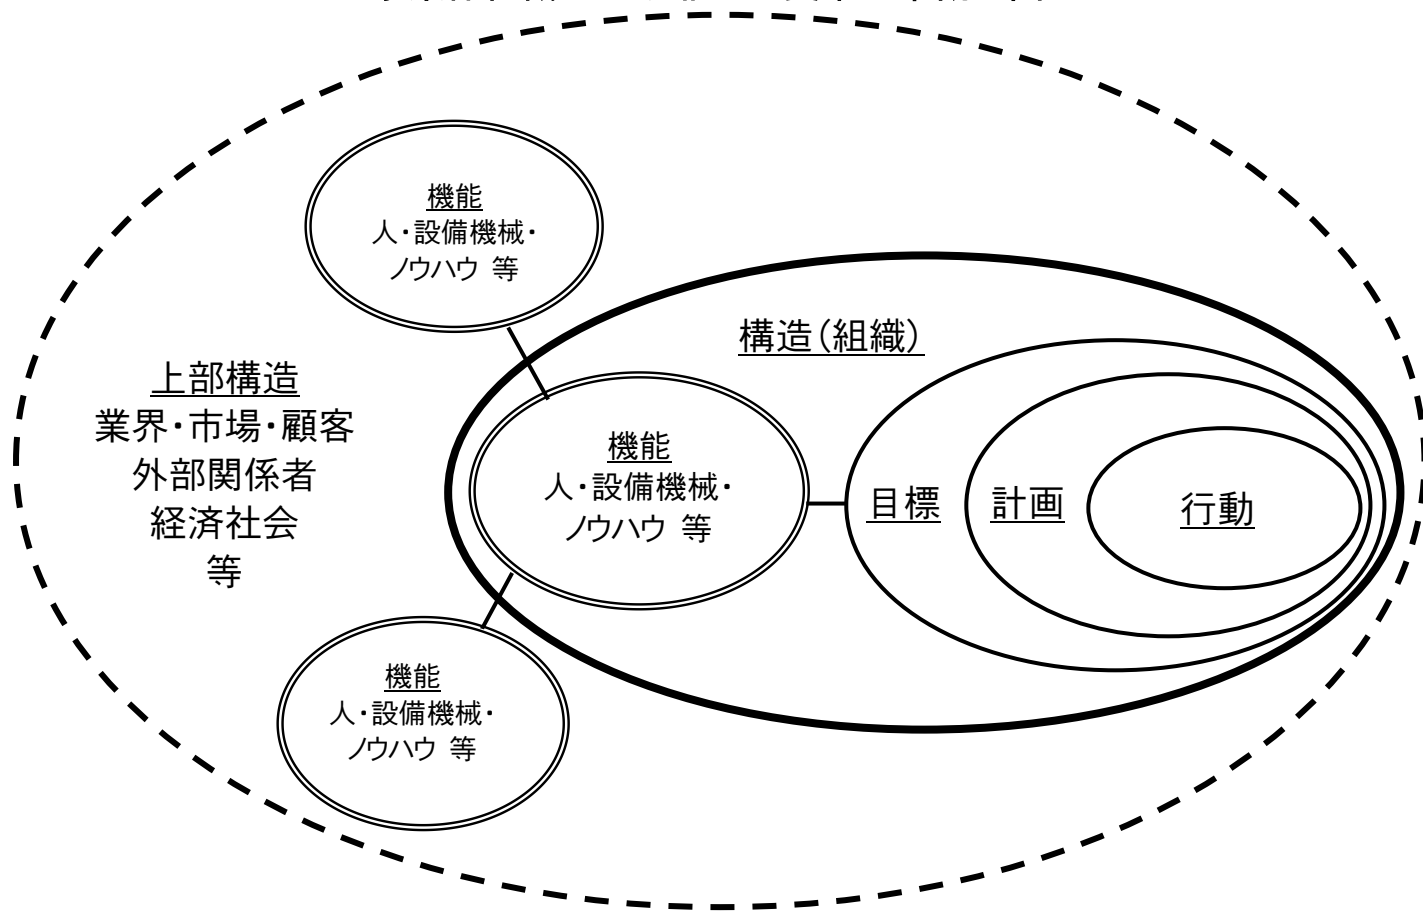 機能
人・設備機械・
ノウハウ 等
構造(組織)
上部構造
業界・市場・顧客
外部関係者
経済社会
等
機能
人・設備機械・
ノウハウ 等
目標
計画
行動
機能
人・設備機械・
ノウハウ 等